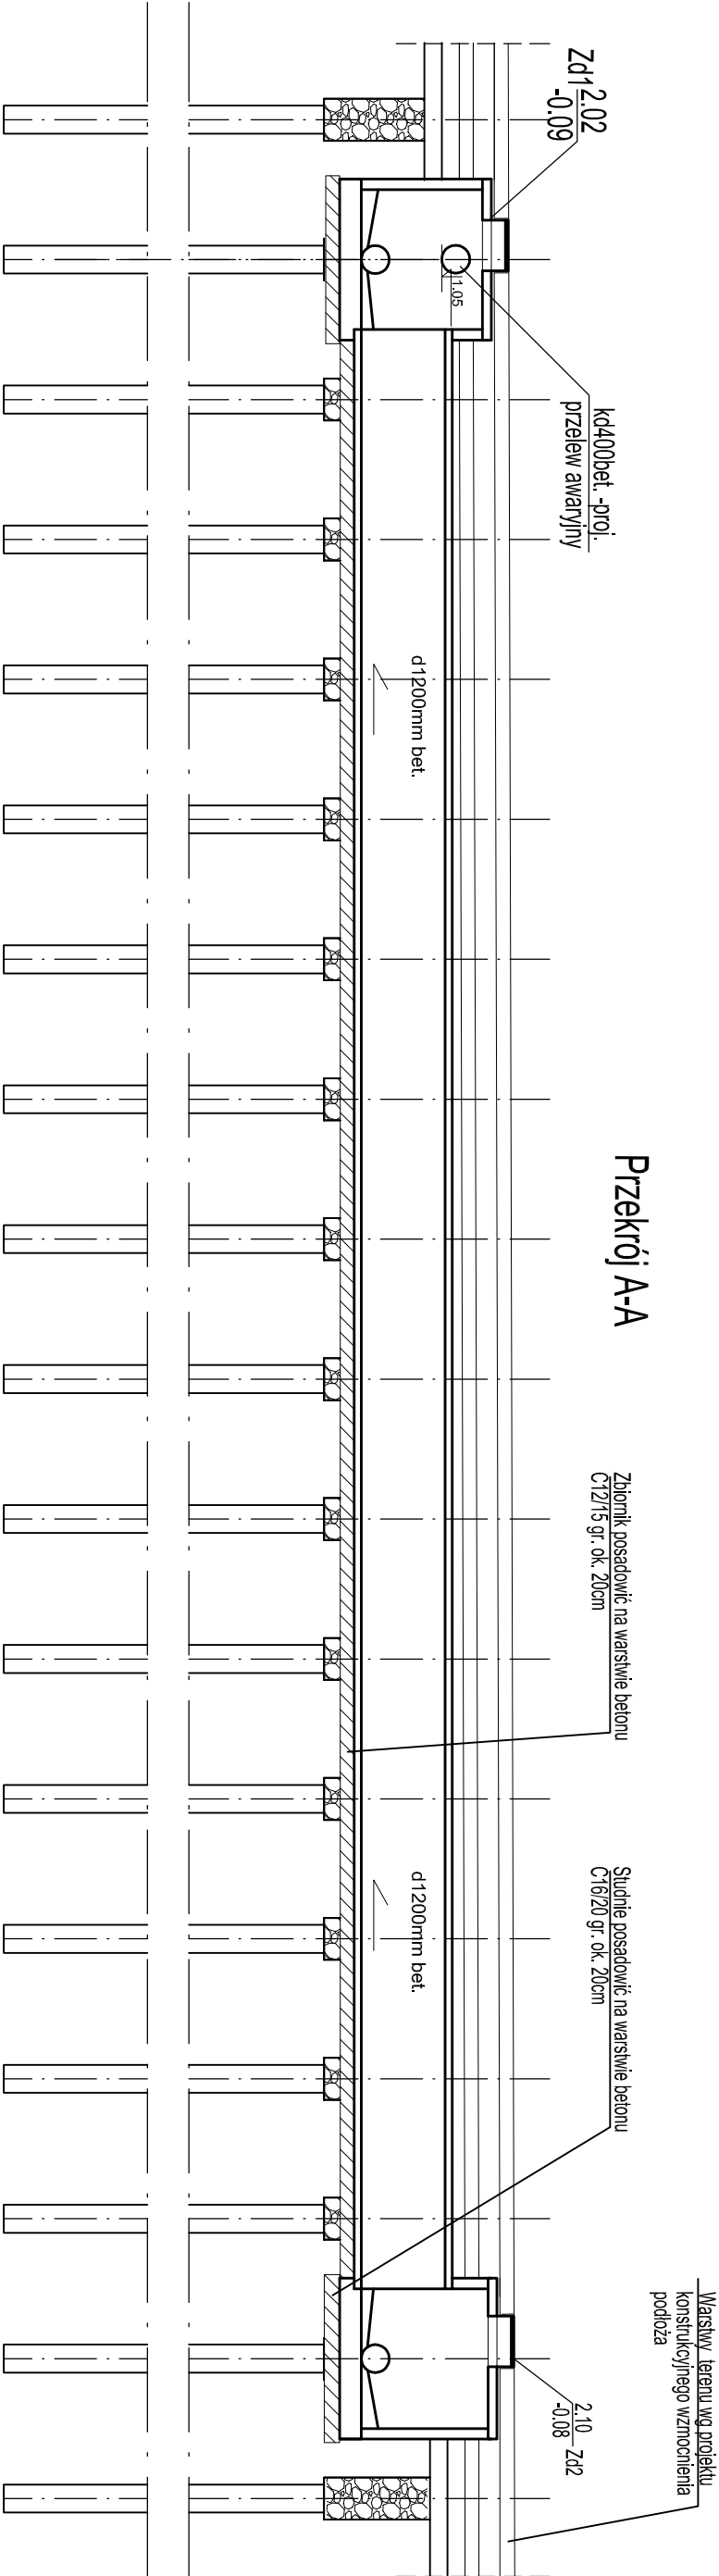 Przekrój A-A
Zd1
2.02
-0.09
kd400bet. -proj.
przelew awaryjny
1.05
d1200mm bet.
Zbiornik posadowić na warstwie betonu
C12/15 gr. ok. 20cm
Studnie posadowić na warstwie betonu
C16/20 gr. ok. 20cm
d1200mm bet.
Warstwy terenu wg projektu
konstrukcyjnego wzmocnienia
podłoża
2.10
-0.08
Zd2